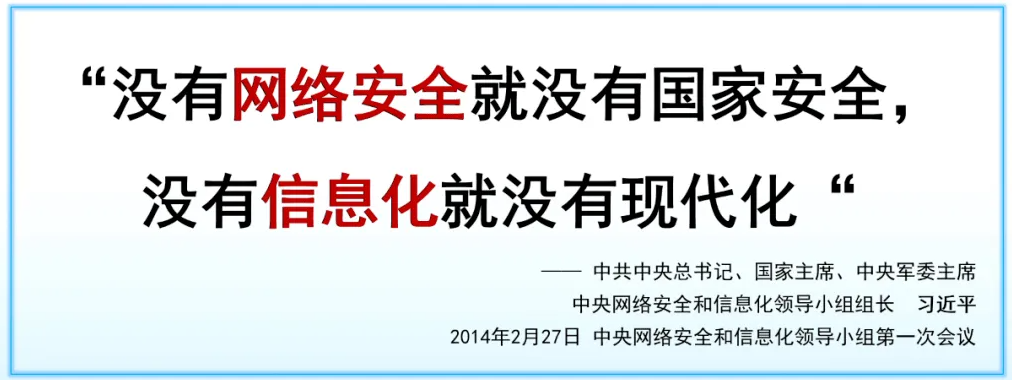 “没有网络安全就没有国家安全，
没有信息化就没有现代化“
—— 中共中央总书记、国家主席、中央军委主席
中央网络安全和信息化领导小组组长 习近平
2014年2月27日 中央网络安全和信息化领导小组第一次会议